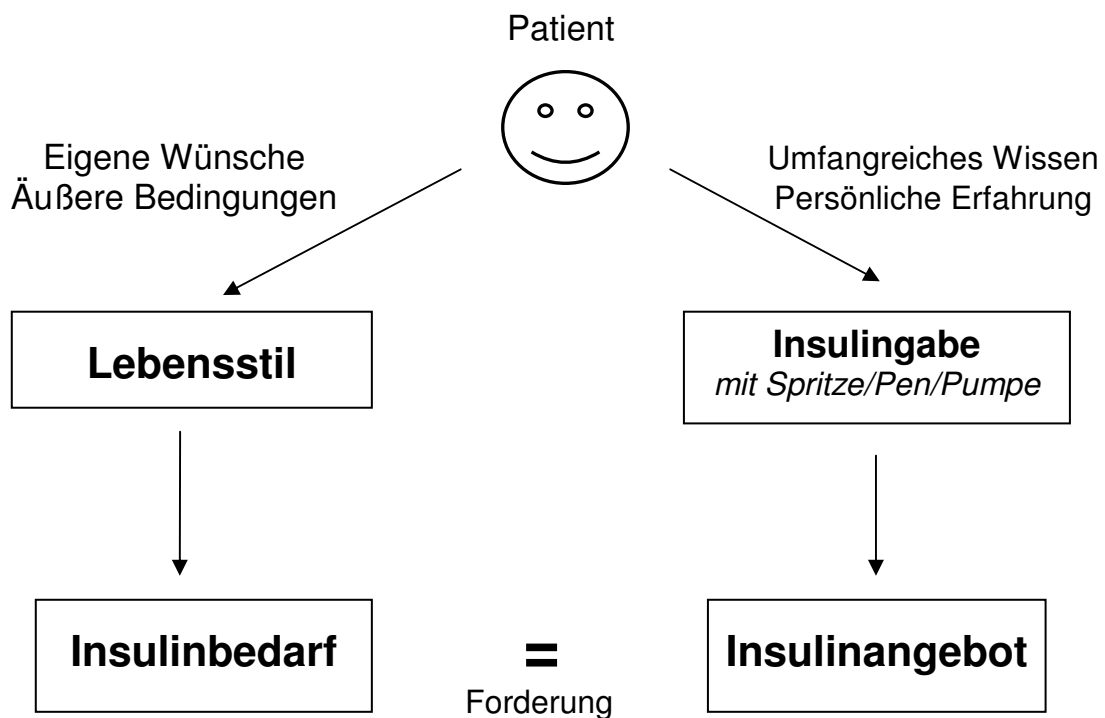 Patient
Eigene Wünsche
Äußere Bedingungen
Umfangreiches Wissen
Persönliche Erfahrung
Lebensstil
Insulingabe
mit Spritze/Pen/Pumpe
Insulinbedarf
=
Forderung
Insulinangebot